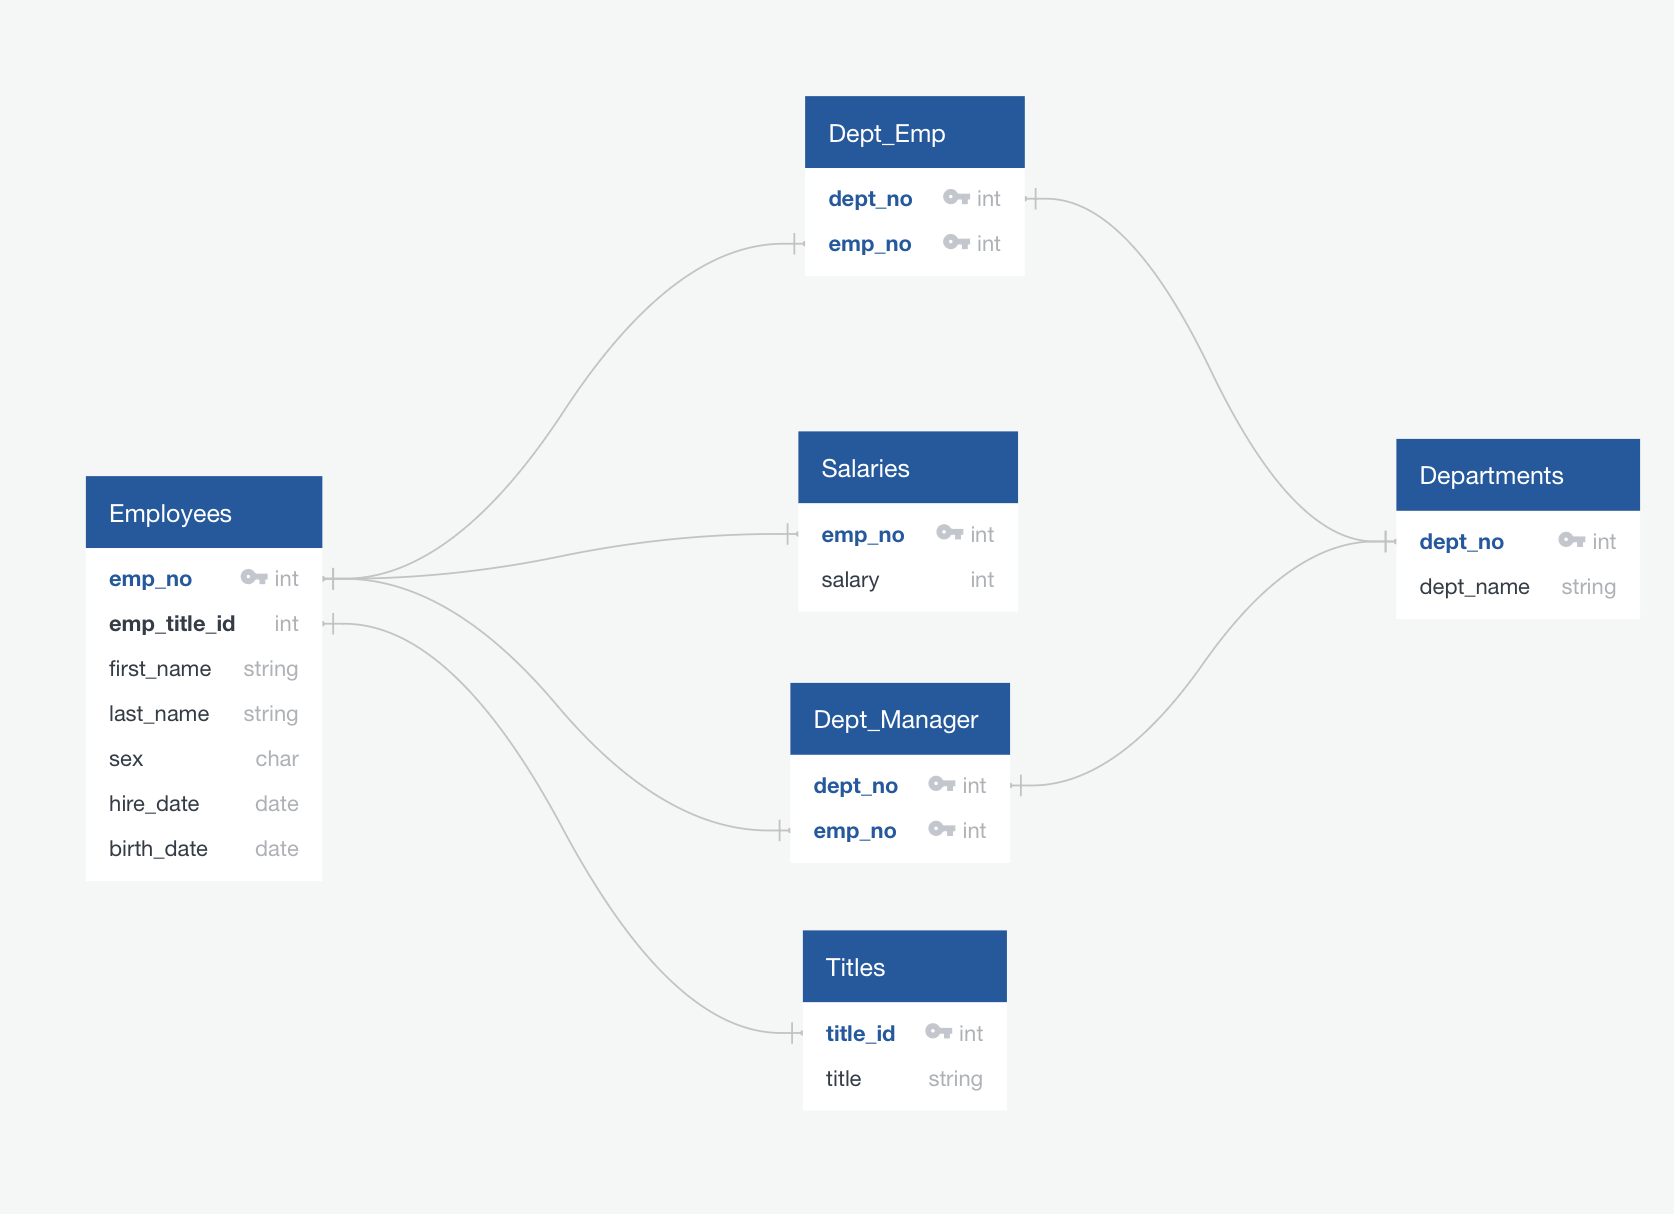 Dept_Emp
dept_no int
emp_no int
Employees
emp_no int
emp_title_id int
first_name string
last_name string
sex char
hire_date date
birth_date date
Salaries
emp_no int
salary int
Dept_Manager
dept_no int
emp_no int
Titles
title_id int
title string
Departments
dept_no int
dept_name string